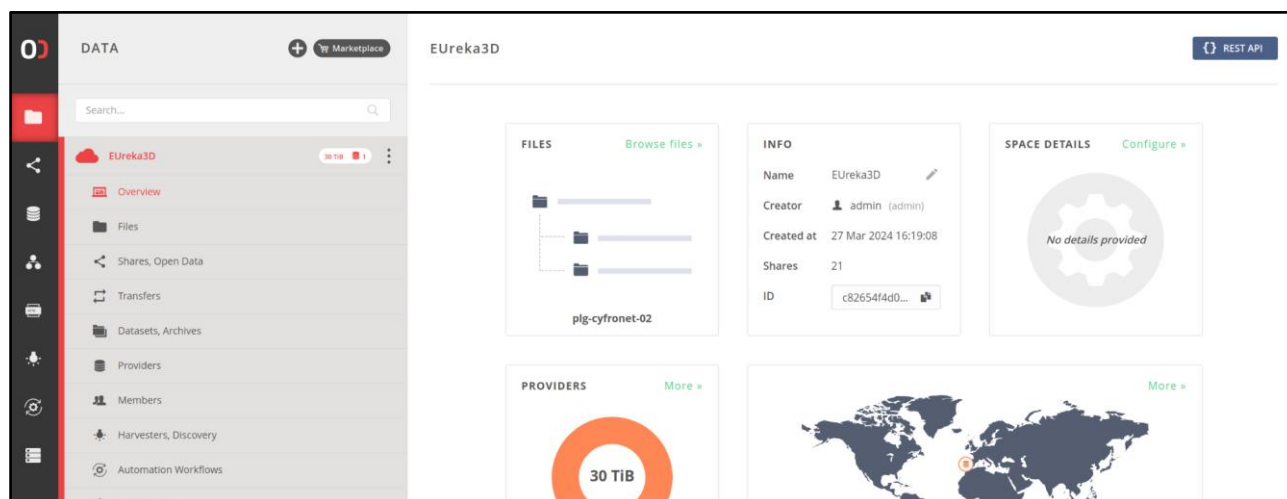 DATA
Marketplace
Search...
EUreka3D
30 TiB 1
Overview
Files
Shares, Open Data
Transfers
Datasets, Archives
Providers
Members
Harvesters, Discovery
Automation Workflows
EUreka3D
{} REST API
FILES
Browse files »
plg-cyfronet-02
INFO
Name EUreka3D
Creator admin (admin)
Created at 27 Mar 2024 16:19:08
Shares 21
ID c82654f4d0...
SPACE DETAILS
Configure »
No details provided
PROVIDERS
More »
30 TiB
More »